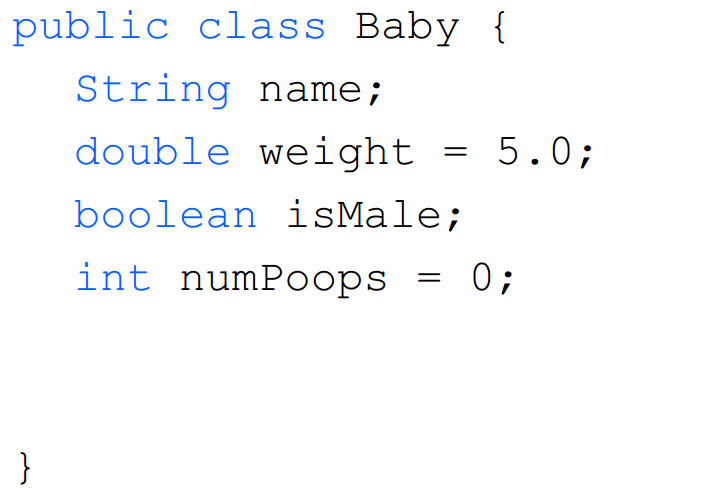 public class Baby {
String name;
double weight = 5.0;
boolean isMale;
int numPoops = 0;
}